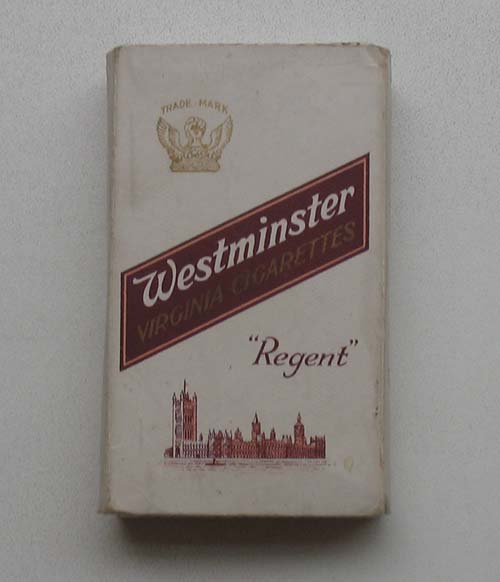 TRADE-MARK
Westminster
VIRGINIA CIGARETTES
"Regent"